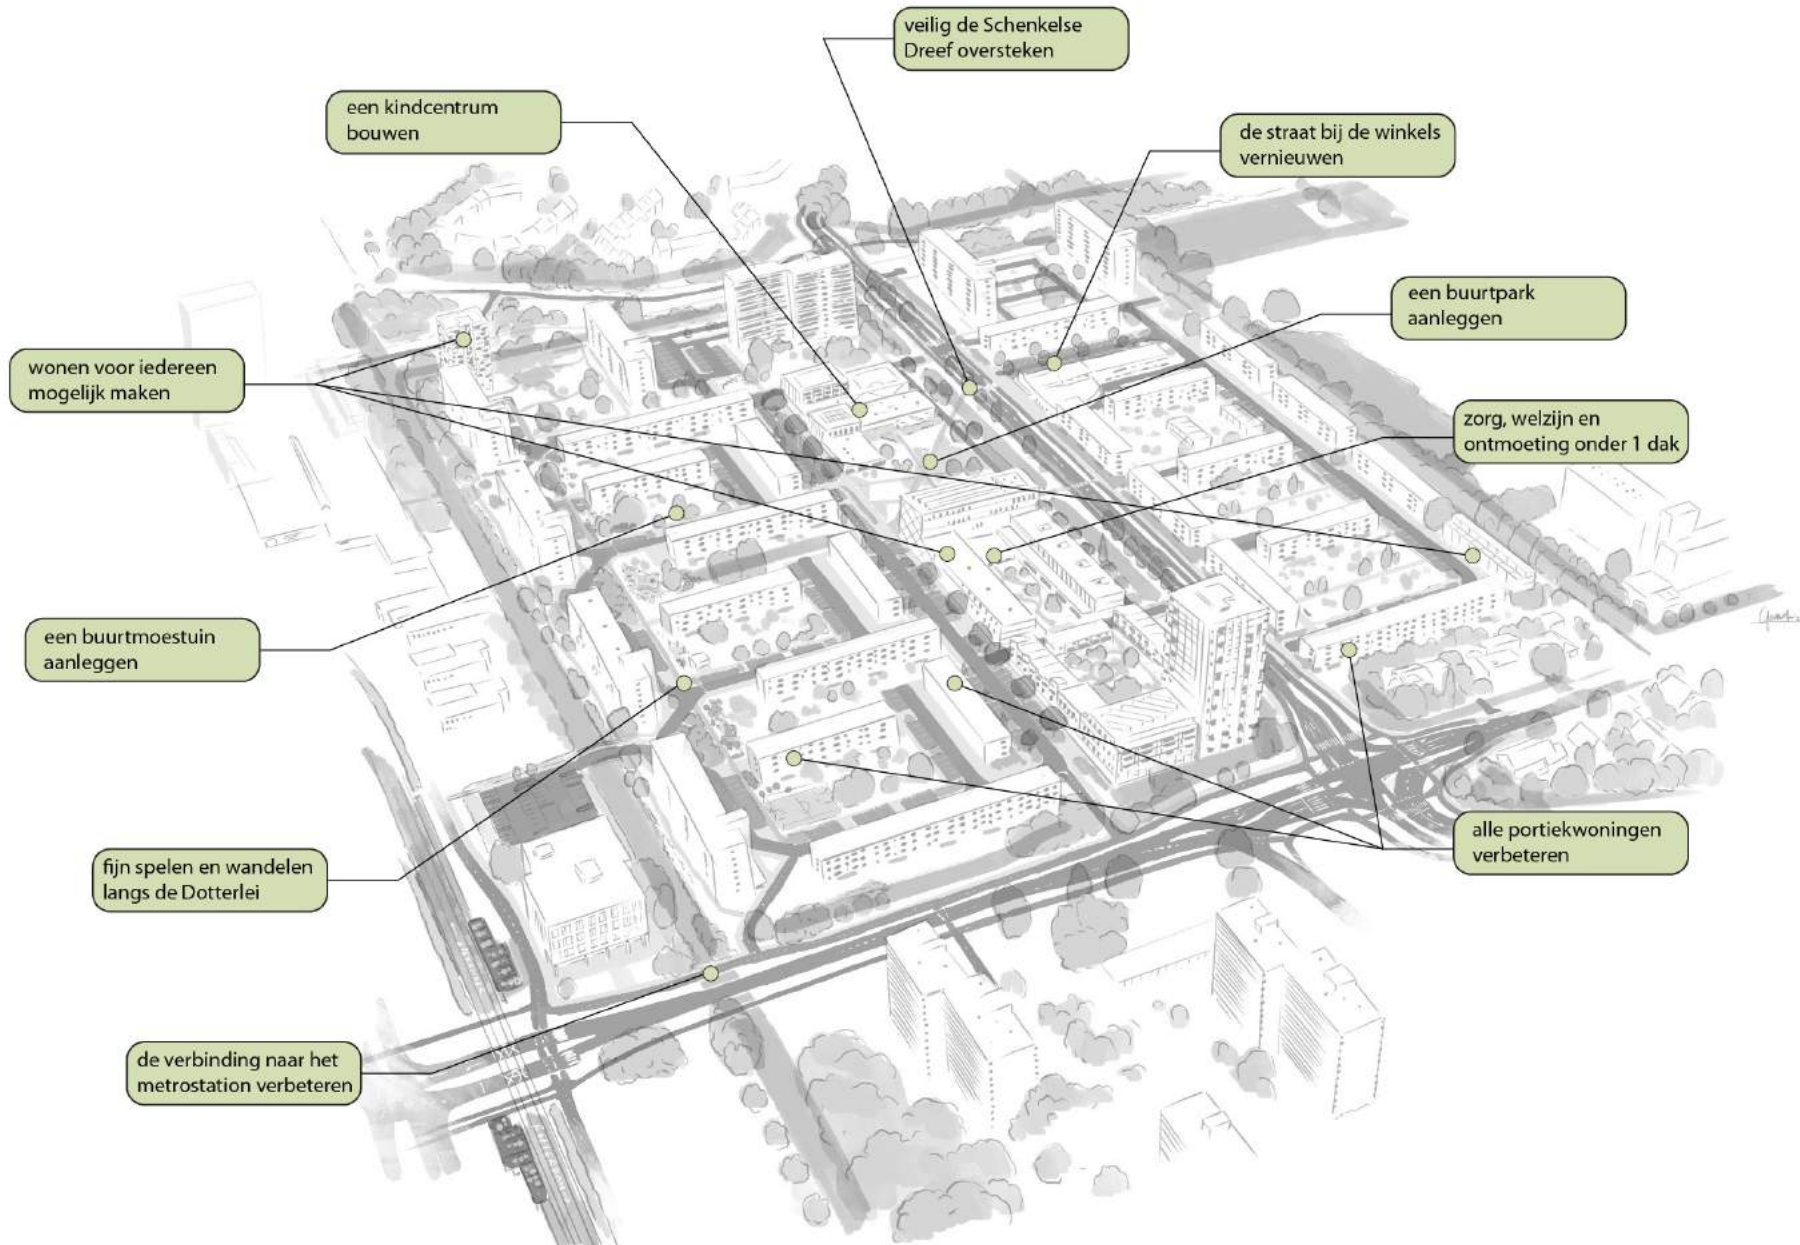 veilig de Schenkelse
Dreef oversteken
een kindcentrum
bouwen
de straat bij de winkels
vernieuwen
een buurtpark
aanleggen
wonen voor iedereen
mogelijk maken
zorg, welzijn en
ontmoeting onder 1 dak
een buurtmoestuin
aanleggen
alle portiekwoningen
verbeteren
fijn spelen en wandelen
langs de Dotterlei
de verbinding naar het
metrostation verbeteren